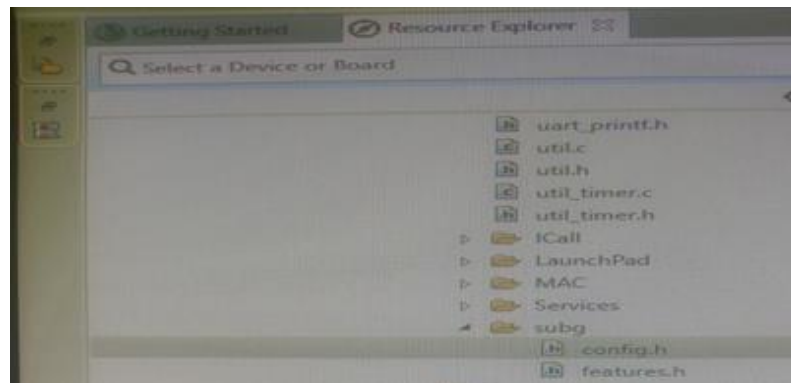 Getting Started Resource Explorer
Select a Device or Board
uart_printf.h
util.c
util.h
util_timer.c
util_timer.h
ICall
LaunchPad
MAC
Services
subg
config.h
features.h